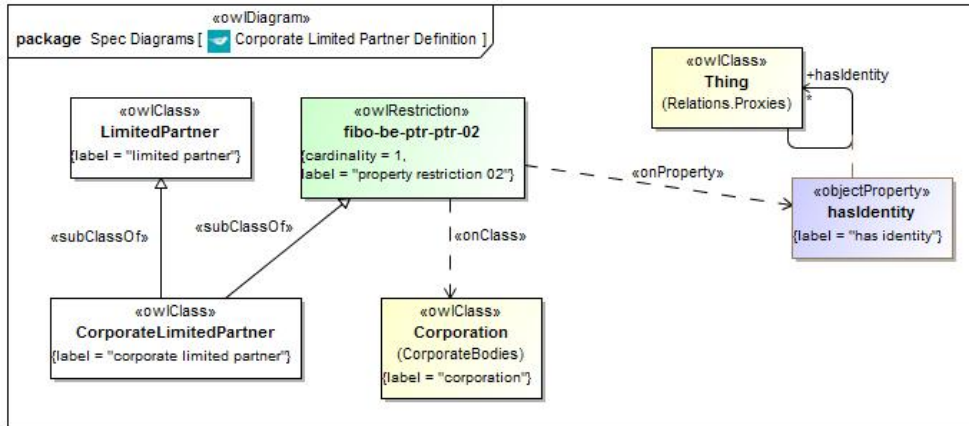 «owlDiagram»
package Spec Diagrams [ Corporate Limited Partner Definition ]
«owlClass»
LimitedPartner
{label = "limited partner"}
«owlRestriction»
fibo-be-ptr-ptr-02
{cardinality = 1,
label = "property restriction 02"}
«owlClass»
Thing
(Relations.Proxies)
+hasIdentity
*
«onProperty»
«objectProperty»
hasIdentity
{label = "has identity"}
«subClassOf»
«subClassOf»
«onClass»
«owlClass»
CorporateLimitedPartner
{label = "corporate limited partner"}
«owlClass»
Corporation
(CorporateBodies)
{label = "corporation"}